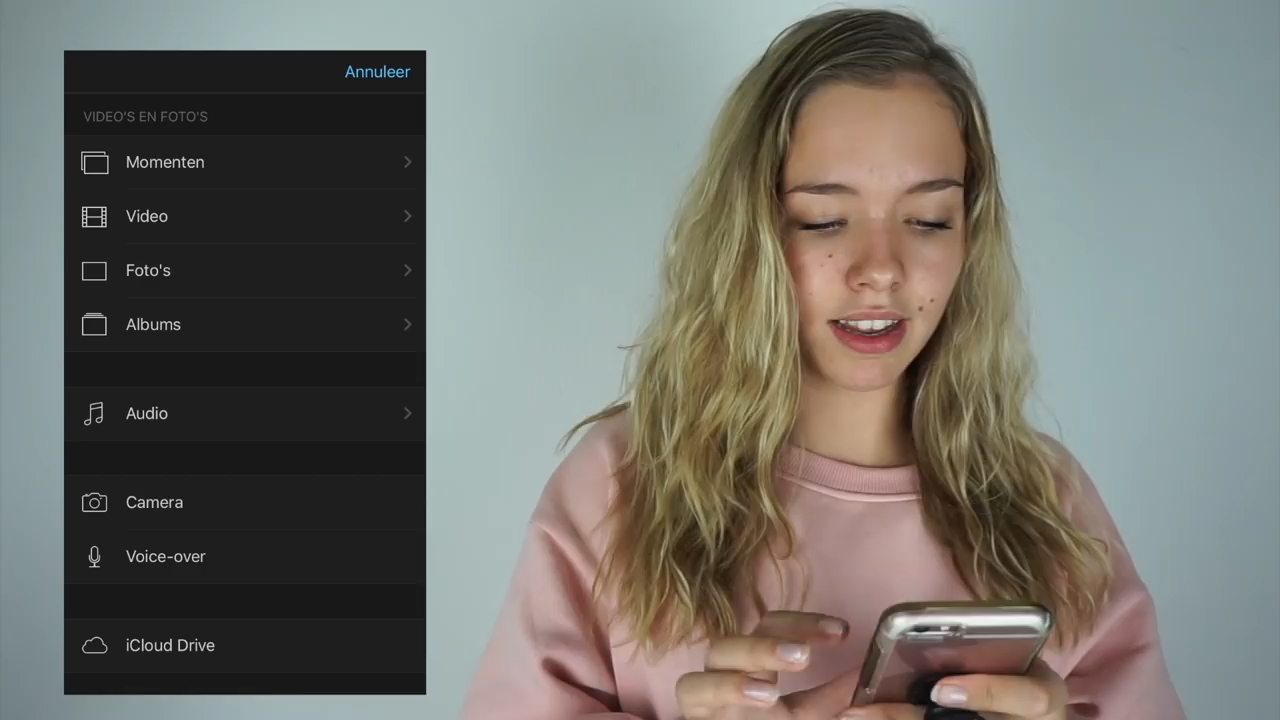 Annuleer
VIDEO'S EN FOTO'S
Momenten
Video
Foto's
Albums
Audio
Camera
Voice-over
iCloud Drive